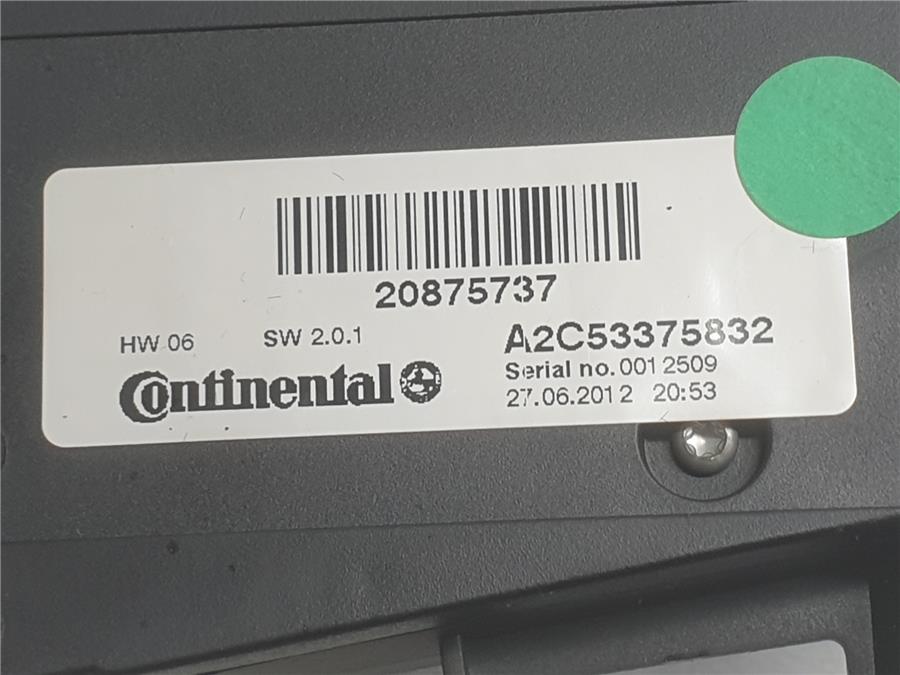 20875737
HW 06 SW 2.0.1 A2C53375832
Continental Serial no. 0012509
27.06.2012 20:53